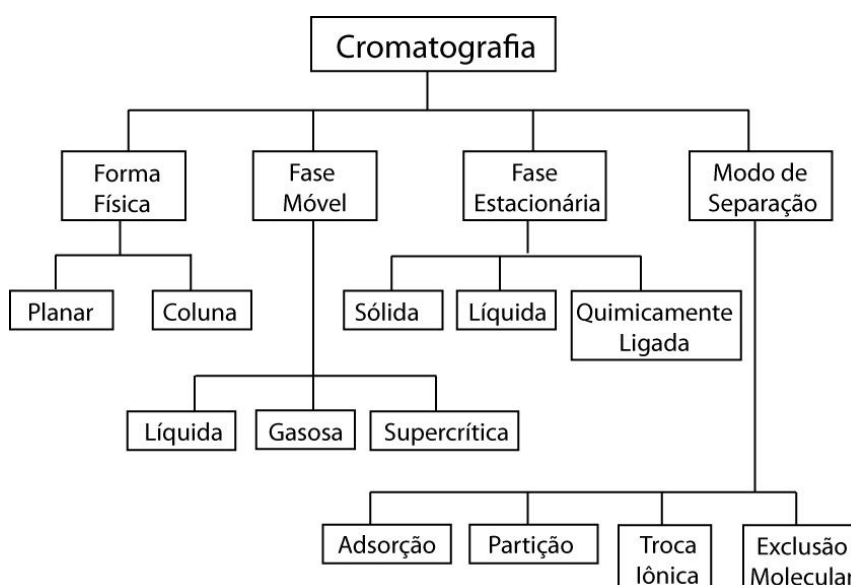 Cromatografia
Forma
Física
Fase
Móvel
Fase
Estacionária
Modo de
Separação
Planar
Coluna
Sólida
Líquida
Quimicamente
Ligada
Líquida
Gasosa
Supercrítica
Adsorção
Partição
Troca
Iônica
Exclusão
Molecular